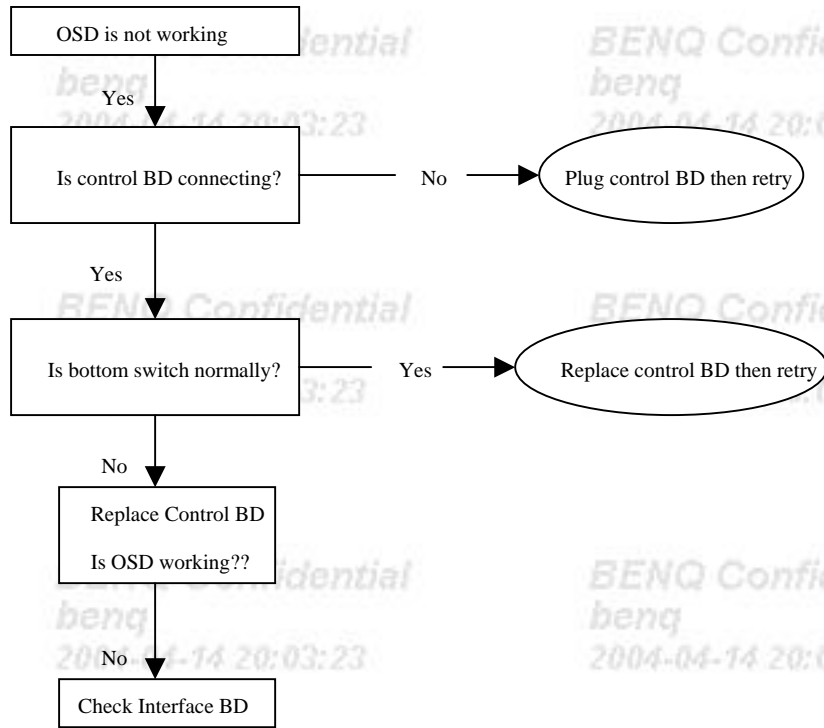 OSD is not working
Yes
Is control BD connecting?
No
Plug control BD then retry
Yes
Is bottom switch normally?
Yes
Replace control BD then retry
No
Replace Control BD
Is OSD working??
No
Check Interface BD
BENQ Confidential
benq
2004-04-14 20:03:23